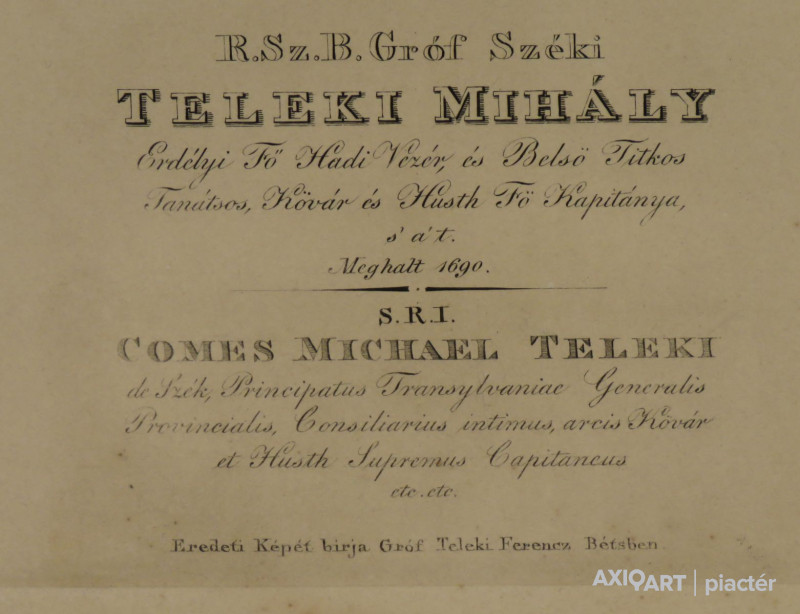 R.Sz.B. Gróf Széki
TELEKI MIHÁLY
Erdélyi Fő Hadi Vezér, és Belső Titkos
Tanátsos, Kővár és Husth Fő Kapitánya,
s' a' t.
Meghalt 1690.
S.R.I.
COMES MICHAEL TELEKI
de Szék, Principatus Transylvaniae Generalis
Provincialis, Consiliarius intimus, arcis Kővár
et Husth Supremus Capitaneus
etc. etc.
Eredeti Képét birja Gróf Teleki Ferencz Bétsben
AXIOART | piactér